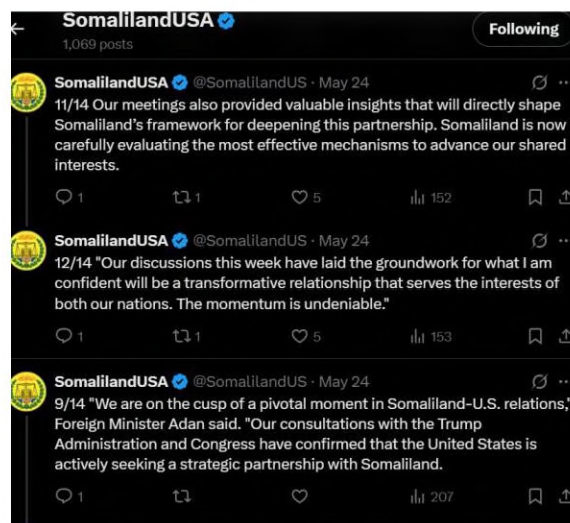 SomalilandUSA
1,069 posts
Following
SomalilandUSA @SomalilandUS · May 24
11/14 Our meetings also provided valuable insights that will directly shape
Somaliland's framework for deepening this partnership. Somaliland is now
carefully evaluating the most effective mechanisms to advance our shared
interests.
1 1 5 152
SomalilandUSA @SomalilandUS · May 24
12/14 "Our discussions this week have laid the groundwork for what I am
confident will be a transformative relationship that serves the interests of
both our nations. The momentum is undeniable."
1 1 5 153
SomalilandUSA @SomalilandUS · May 24
9/14 "We are on the cusp of a pivotal moment in Somaliland-U.S. relations,"
Foreign Minister Adan said. "Our consultations with the Trump
Administration and Congress have confirmed that the United States is
actively seeking a strategic partnership with Somaliland.
1 207